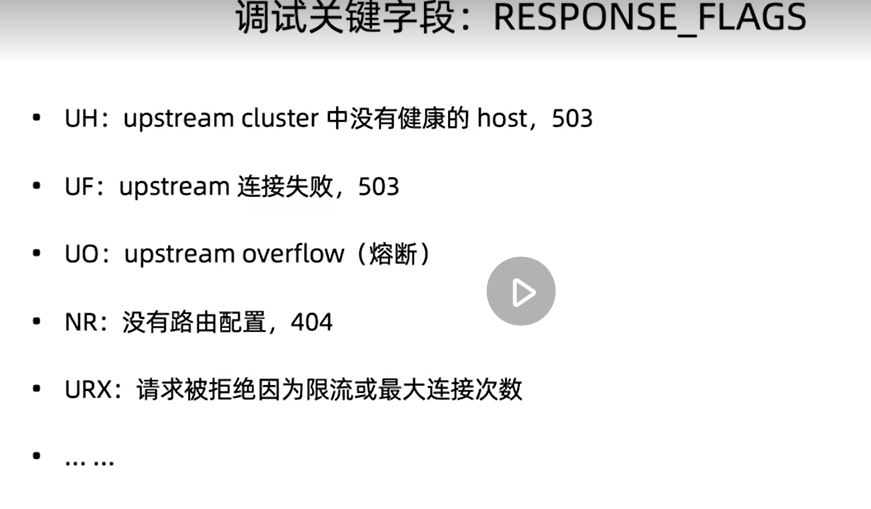 调试关键字段：RESPONSE_FLAGS
• UH：upstream cluster 中没有健康的 host，503
• UF：upstream 连接失败，503
• UO：upstream overflow（熔断）
• NR：没有路由配置，404
• URX：请求被拒绝因为限流或最大连接次数
• ... ...